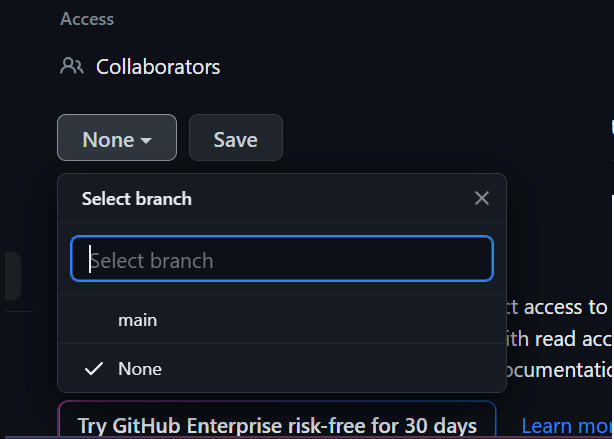 Access
Collaborators
None
Save
Select branch
Select branch
main
None
ct access to
ith read acc
ocumentatio
Try GitHub Enterprise risk-free for 30 days
Learn mor